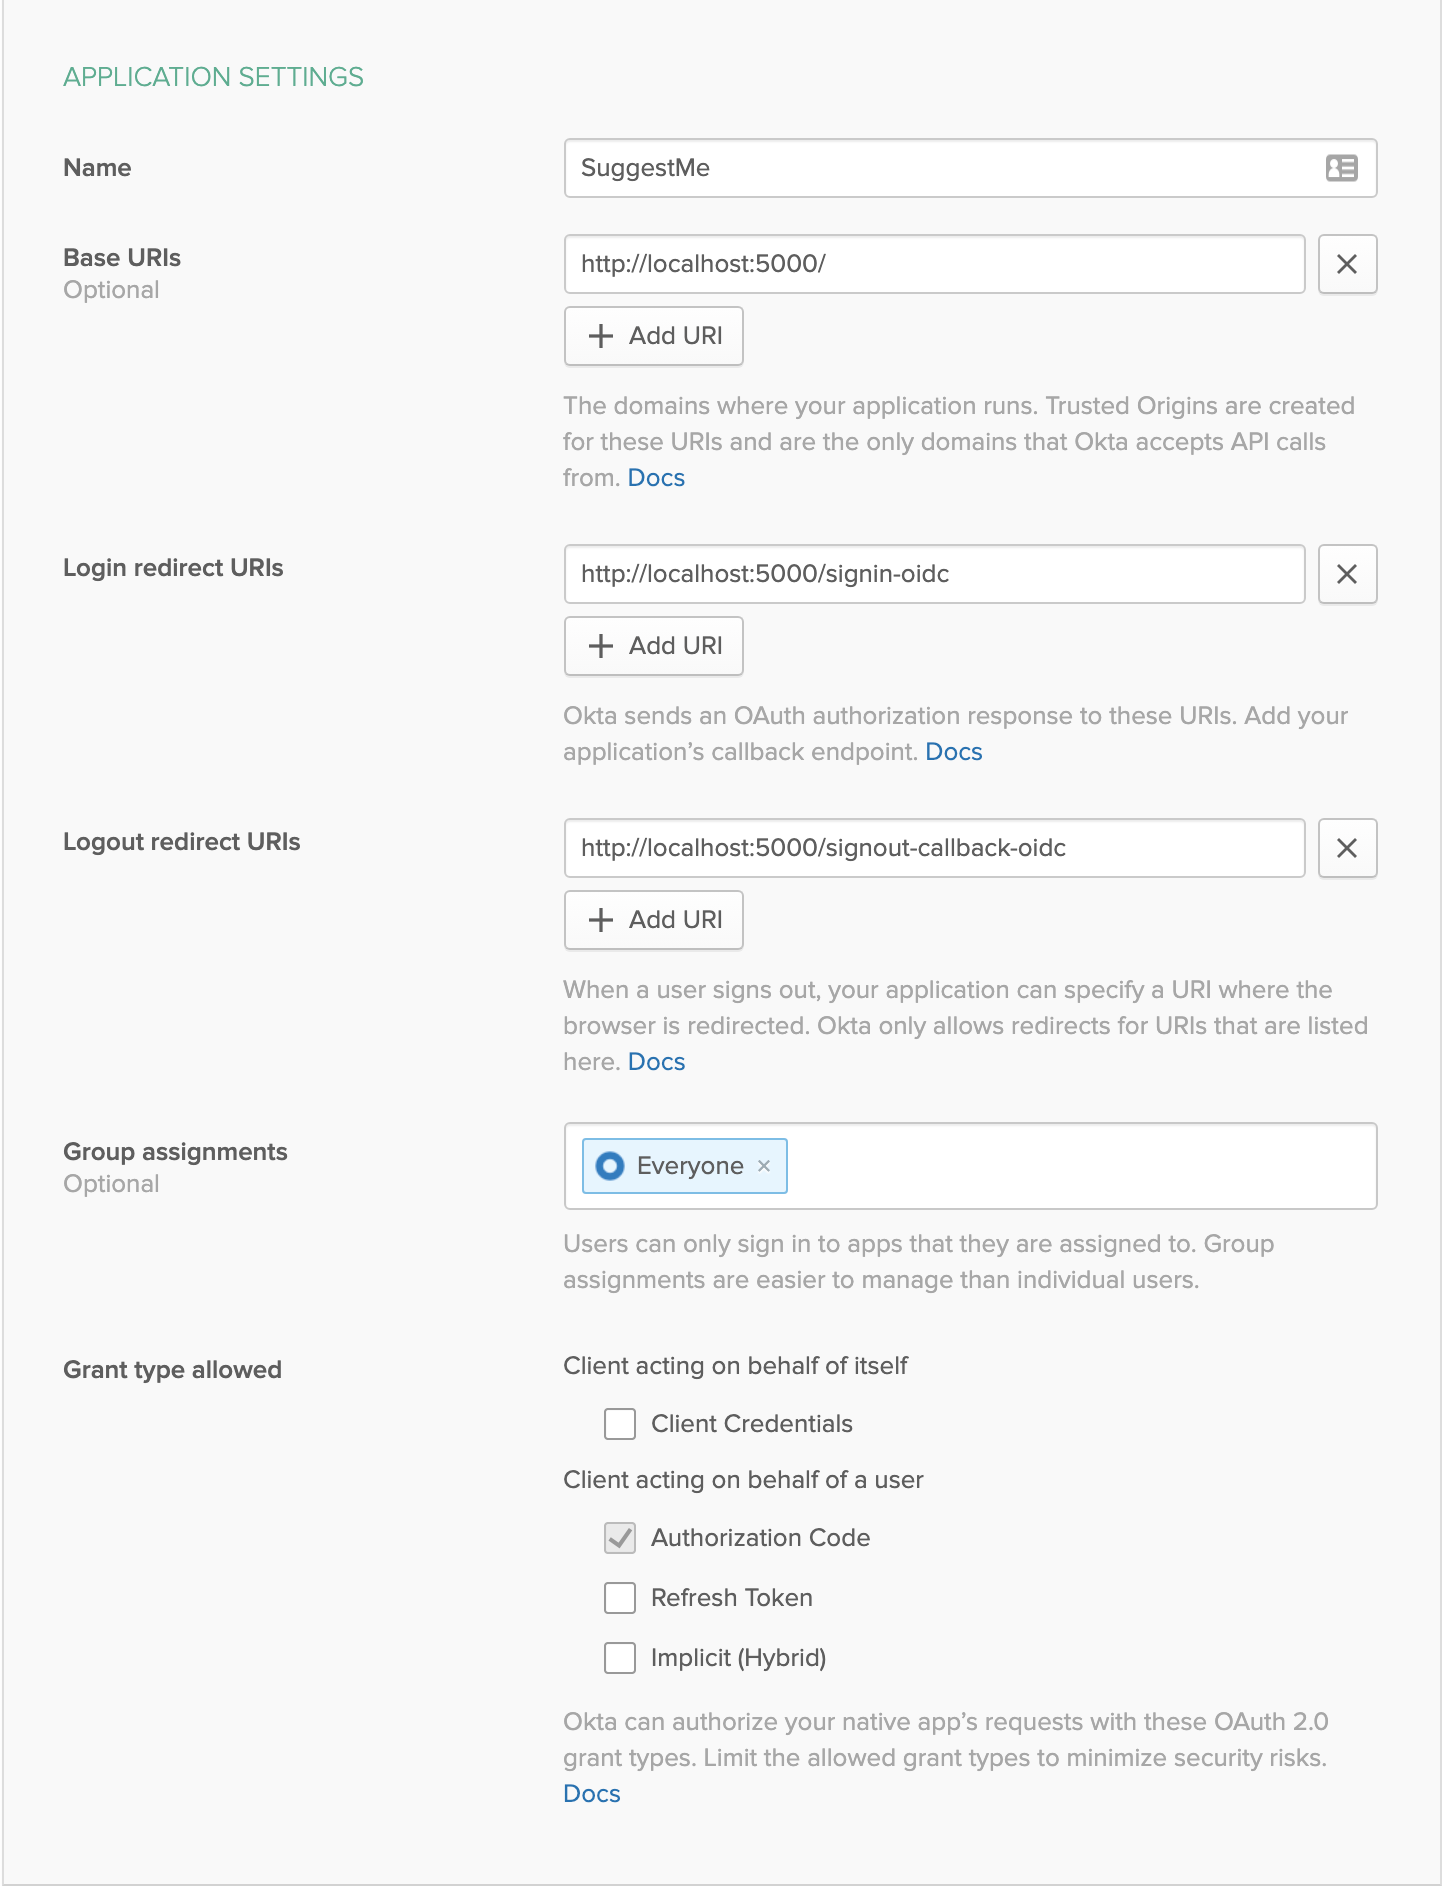 APPLICATION SETTINGS
Name
SuggestMe
Base URIs
Optional
http://localhost:5000/
Add URI
The domains where your application runs. Trusted Origins are created
for these URIs and are the only domains that Okta accepts API calls
from. Docs
Login redirect URIs
http://localhost:5000/signin-oidc
Add URI
Okta sends an OAuth authorization response to these URIs. Add your
application’s callback endpoint. Docs
Logout redirect URIs
http://localhost:5000/signout-callback-oidc
Add URI
When a user signs out, your application can specify a URI where the
browser is redirected. Okta only allows redirects for URIs that are listed
here. Docs
Group assignments
Optional
Everyone
Users can only sign in to apps that they are assigned to. Group
assignments are easier to manage than individual users.
Grant type allowed
Client acting on behalf of itself
Client Credentials
Client acting on behalf of a user
Authorization Code
Refresh Token
Implicit (Hybrid)
Okta can authorize your native app’s requests with these OAuth 2.0
grant types. Limit the allowed grant types to minimize security risks.
Docs